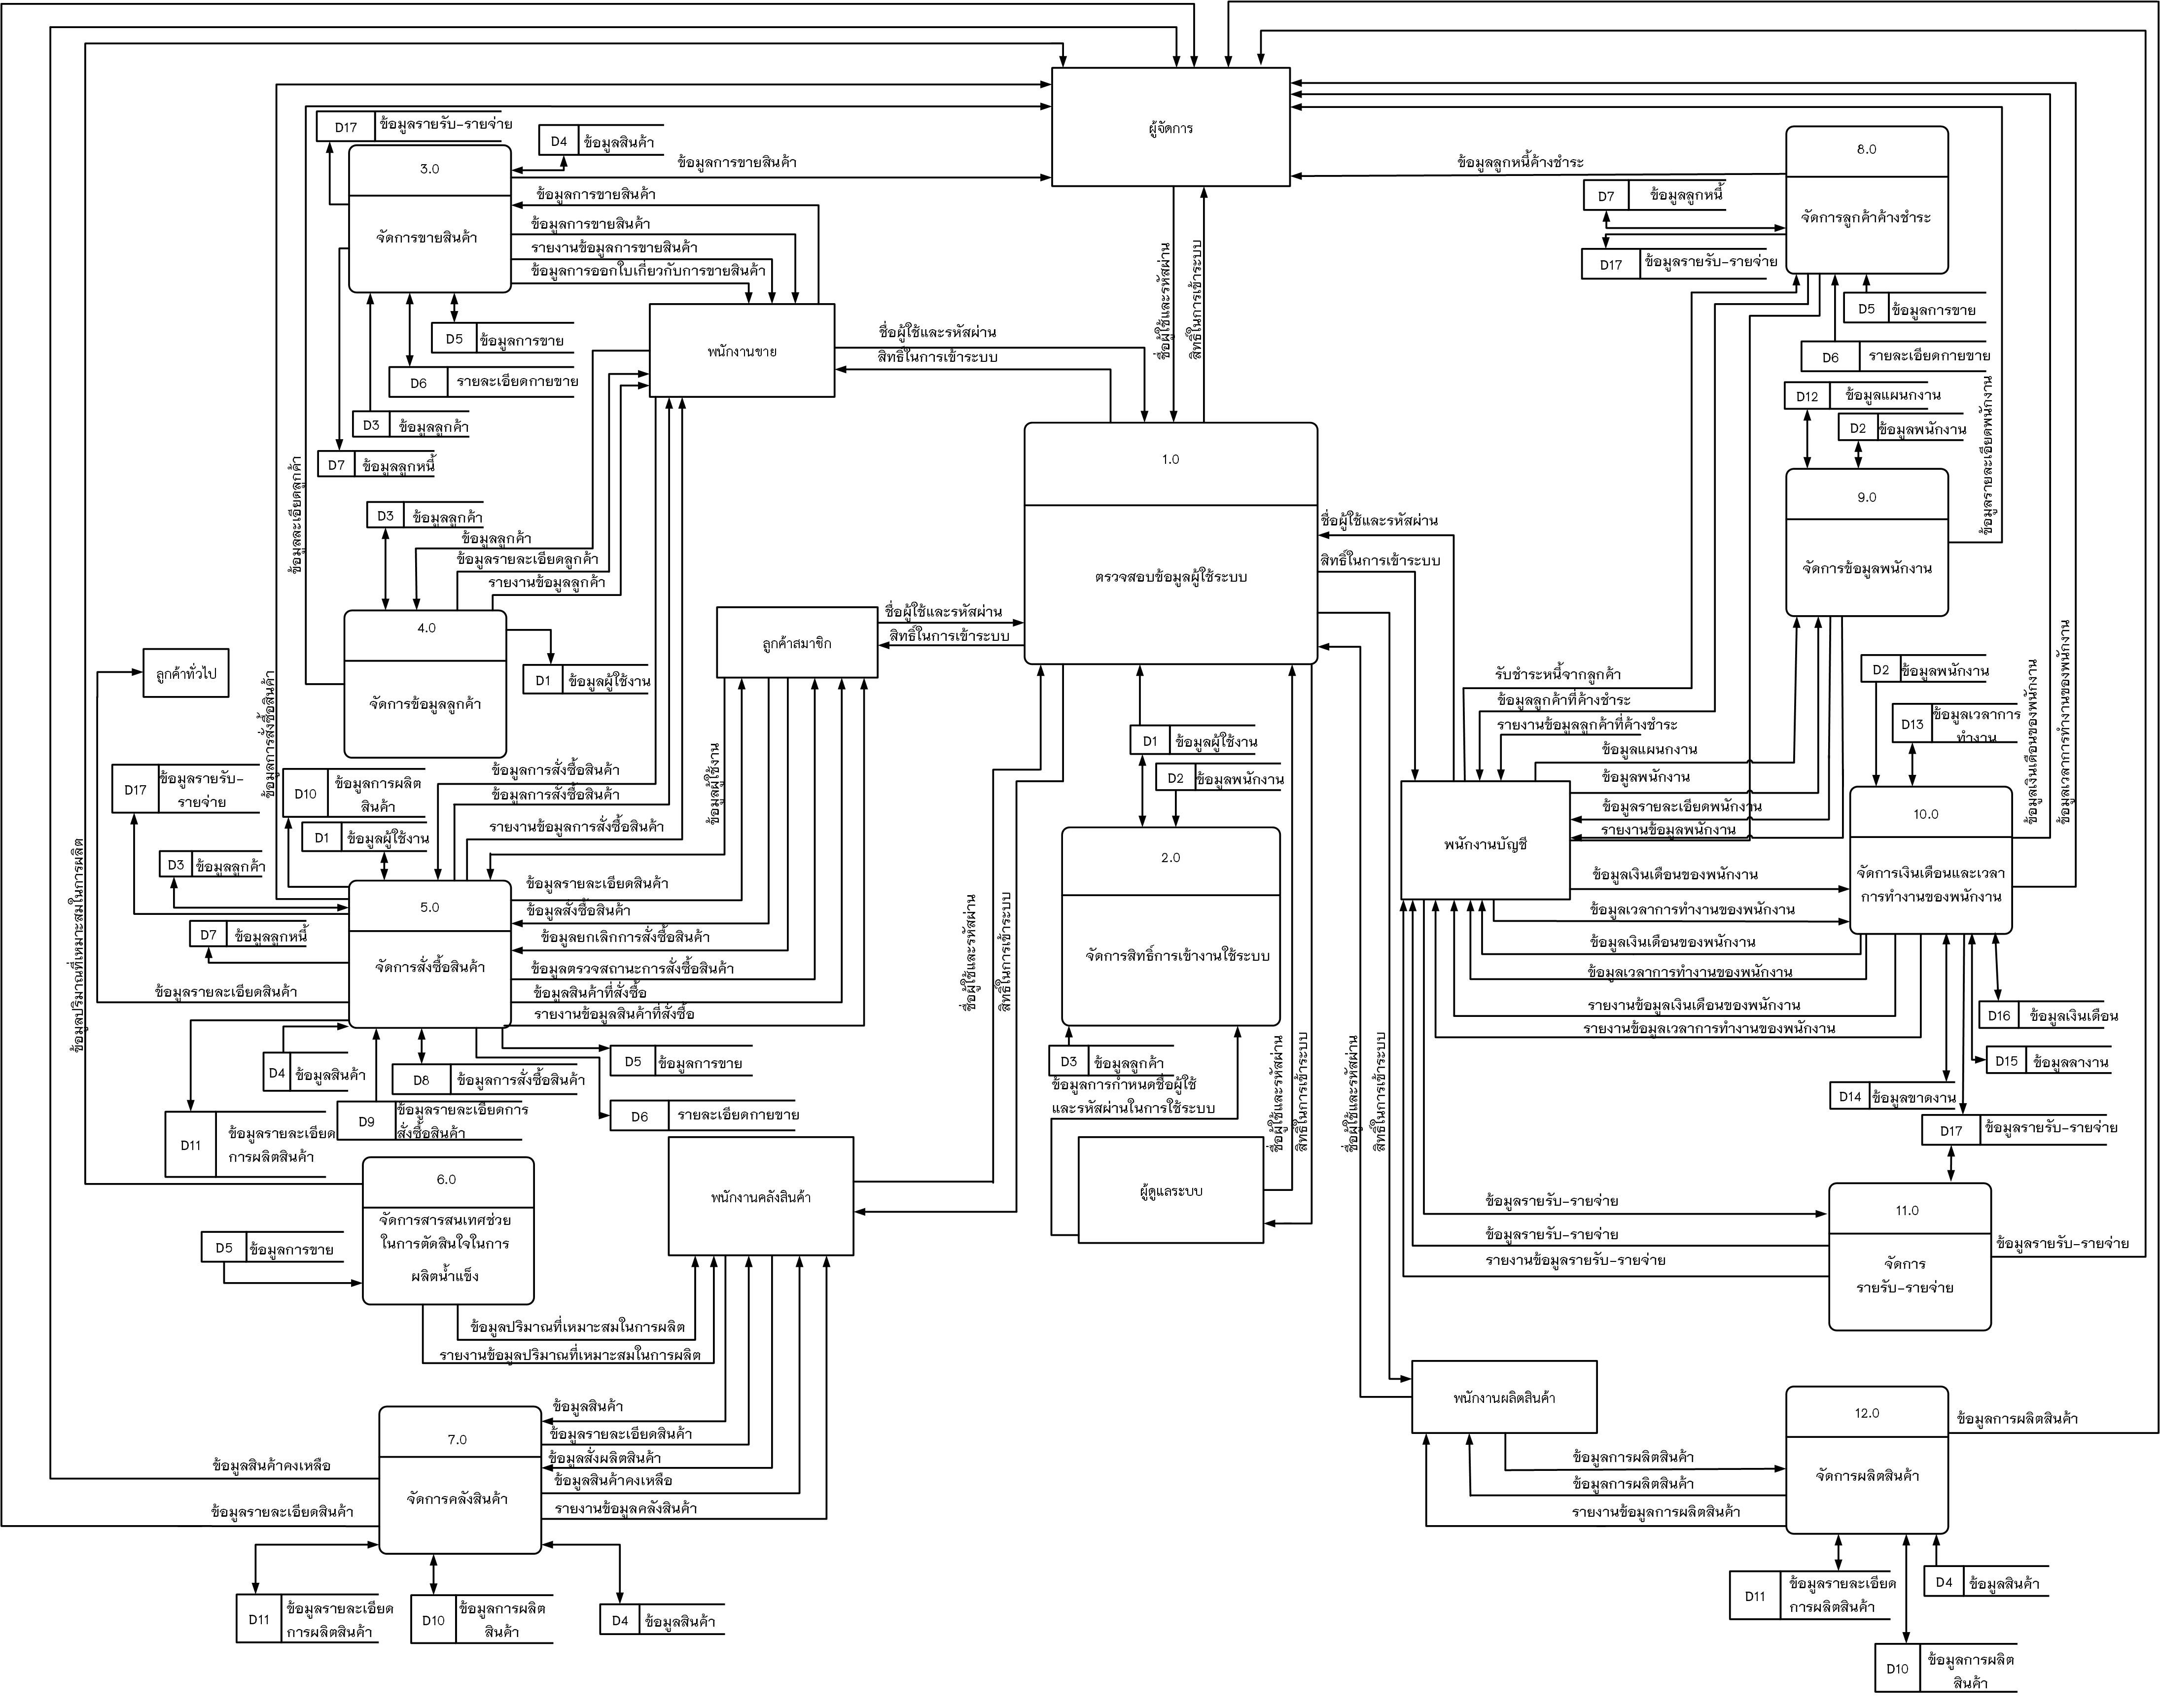 ผู้จัดการ
D17
ข้อมูลรายรับ-รายจ่าย
D4
ข้อมูลสินค้า
ข้อมูลการขายสินค้า
3.0
จัดการขายสินค้า
ข้อมูลการขายสินค้า
ข้อมูลการขายสินค้า
รายงานข้อมูลการขายสินค้า
ข้อมูลการออกใบเกี่ยวกับการขายสินค้า
D5
ข้อมูลการขาย
D6
รายละเอียดกายขาย
D3
ข้อมูลลูกค้า
D7
ข้อมูลลูกหนี้
พนักงานขาย
ชื่อผู้ใช้และรหัสผ่าน
สิทธิ์ในการเข้าระบบ
ชื่อผู้ใช้และรหัสผ่าน
สิทธิ์ในการเข้าระบบ
ข้อมูลลูกหนี้ค้างชำระ
8.0
จัดการลูกค้าค้างชำระ
D7
ข้อมูลลูกหนี้
D17
ข้อมูลรายรับ-รายจ่าย
D5
ข้อมูลการขาย
D6
รายละเอียดกายขาย
D12
ข้อมูลแผนกงาน
D2
ข้อมูลพนักงาน
ข้อมูลรายละเอียดพนักงาน
9.0
จัดการข้อมูลพนักงาน
1.0
ตรวจสอบข้อมูลผู้ใช้ระบบ
ชื่อผู้ใช้และรหัสผ่าน
สิทธิ์ในการเข้าระบบ
ข้อมูลละเอียดลูกค้า
D3
ข้อมูลลูกค้า
ข้อมูลลูกค้า
ข้อมูลรายละเอียดลูกค้า
รายงานข้อมูลลูกค้า
4.0
จัดการข้อมูลลูกค้า
D1
ข้อมูลผู้ใช้งาน
ลูกค้าสมาชิก
ชื่อผู้ใช้และรหัสผ่าน
สิทธิ์ในการเข้าระบบ
ลูกค้าทั่วไป
ข้อมูลการสั่งซื้อสินค้า
ข้อมูลผู้ใช้งาน
D1
ข้อมูลผู้ใช้งาน
D2
ข้อมูลพนักงาน
2.0
จัดการสิทธิ์การเข้างานใช้ระบบ
D3
ข้อมูลลูกค้า
ข้อมูลการกำหนดชื่อผู้ใช้
และรหัสผ่านในการใช้ระบบ
ผู้ดูแลระบบ
ชื่อผู้ใช้และรหัสผ่าน
สิทธิ์ในการเข้าระบบ
ชื่อผู้ใช้และรหัสผ่าน
สิทธิ์ในการเข้าระบบ
ชื่อผู้ใช้และรหัสผ่าน
สิทธิ์ในการเข้าระบบ
รับชำระหนี้จากลูกค้า
ข้อมูลลูกค้าที่ค้างชำระ
รายงานข้อมูลลูกค้าที่ค้างชำระ
ข้อมูลแผนกงาน
ข้อมูลพนักงาน
ข้อมูลรายละเอียดพนักงาน
รายงานข้อมูลพนักงาน
พนักงานบัญชี
ข้อมูลเงินเดือนของพนักงาน
ข้อมูลเวลาการทำงานของพนักงาน
ข้อมูลเงินเดือนของพนักงาน
ข้อมูลเวลาการทำงานของพนักงาน
รายงานข้อมูลเงินเดือนของพนักงาน
รายงานข้อมูลเวลาการทำงานของพนักงาน
D2
ข้อมูลพนักงาน
D13
ข้อมูลเวลาการ
ทำงาน
ข้อมูลเงินเดือนของพนักงาน
ข้อมูลเวลาการทำงานของพนักงาน
10.0
จัดการเงินเดือนและเวลา
การทำงานของพนักงาน
D16
ข้อมูลเงินเดือน
D15
ข้อมูลลางาน
D14
ข้อมูลขาดงาน
D17
ข้อมูลรายรับ-รายจ่าย
11.0
จัดการ
รายรับ-รายจ่าย
ข้อมูลรายรับ-รายจ่าย
ข้อมูลรายรับ-รายจ่าย
ข้อมูลรายรับ-รายจ่าย
รายงานข้อมูลรายรับ-รายจ่าย
D17
ข้อมูลรายรับ-
รายจ่าย
D10
ข้อมูลการผลิต
สินค้า
D1
ข้อมูลผู้ใช้งาน
D3
ข้อมูลลูกค้า
D7
ข้อมูลลูกหนี้
ข้อมูลรายละเอียดสินค้า
ข้อมูลการสั่งซื้อสินค้า
ข้อมูลการสั่งซื้อสินค้า
รายงานข้อมูลการสั่งซื้อสินค้า
5.0
จัดการสั่งซื้อสินค้า
ข้อมูลรายละเอียดสินค้า
ข้อมูลสั่งซื้อสินค้า
ข้อมูลยกเลิกการสั่งซื้อสินค้า
ข้อมูลตรวจสถานะการสั่งซื้อสินค้า
ข้อมูลสินค้าที่สั่งซื้อ
รายงานข้อมูลสินค้าที่สั่งซื้อ
D4
ข้อมูลสินค้า
D8
ข้อมูลการสั่งซื้อสินค้า
D5
ข้อมูลการขาย
D6
รายละเอียดกายขาย
D9
ข้อมูลรายละเอียดการ
สั่งซื้อสินค้า
D11
ข้อมูลรายละเอียด
การผลิตสินค้า
ข้อมูลปริมาณที่เหมาะสมในการผลิต
6.0
จัดการสารสนเทศช่วย
ในการตัดสินใจในการ
ผลิตน้ำแข็ง
D5
ข้อมูลการขาย
พนักงานคลังสินค้า
ข้อมูลปริมาณที่เหมาะสมในการผลิต
รายงานข้อมูลปริมาณที่เหมาะสมในการผลิต
7.0
จัดการคลังสินค้า
ข้อมูลสินค้า
ข้อมูลรายละเอียดสินค้า
ข้อมูลสั่งผลิตสินค้า
ข้อมูลสินค้าคงเหลือ
รายงานข้อมูลคลังสินค้า
ข้อมูลสินค้าคงเหลือ
ข้อมูลรายละเอียดสินค้า
D11
ข้อมูลรายละเอียด
การผลิตสินค้า
D10
ข้อมูลการผลิต
สินค้า
D4
ข้อมูลสินค้า
พนักงานผลิตสินค้า
ข้อมูลการผลิตสินค้า
ข้อมูลการผลิตสินค้า
รายงานข้อมูลการผลิตสินค้า
12.0
จัดการผลิตสินค้า
ข้อมูลการผลิตสินค้า
D11
ข้อมูลรายละเอียด
การผลิตสินค้า
D4
ข้อมูลสินค้า
D10
ข้อมูลการผลิต
สินค้า